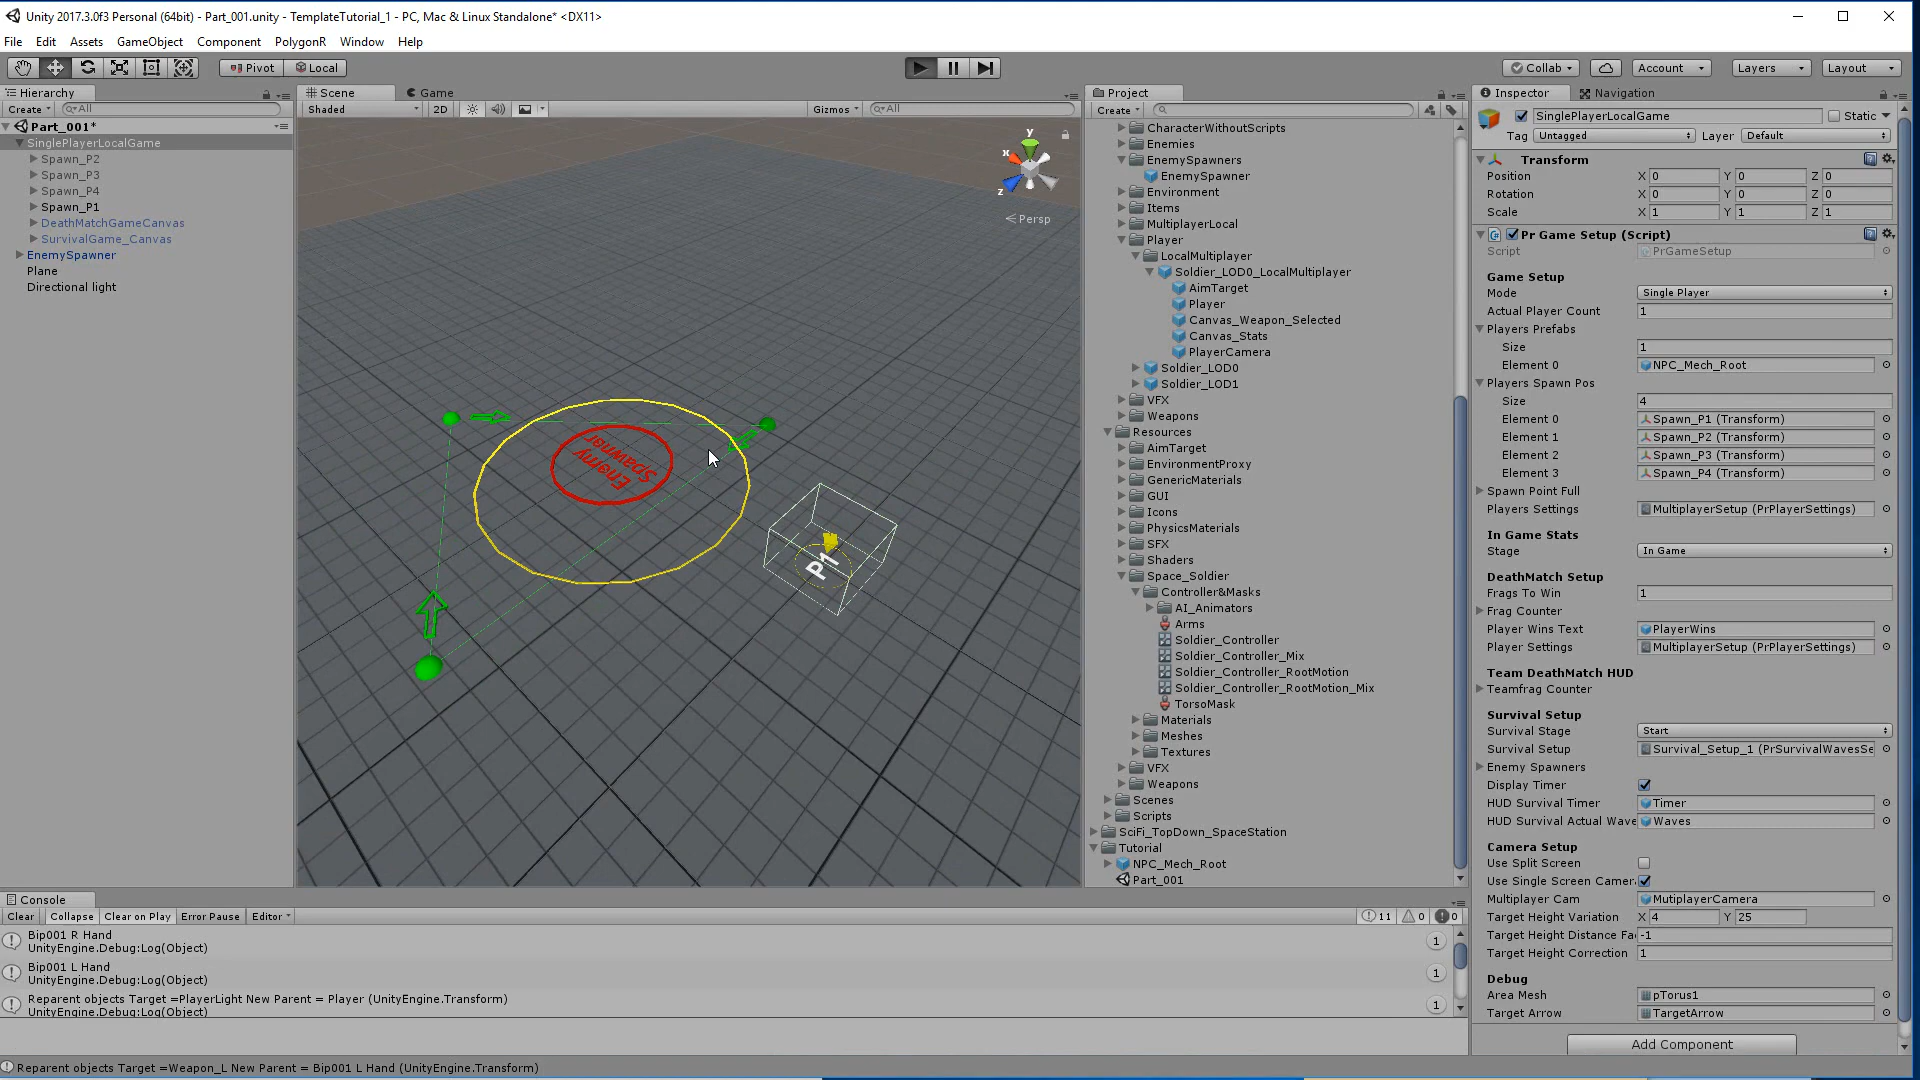 Unity 2017.3.0f3 Personal (64bit) - Part_001.unity - TemplateTutorial_1 - PC, Mac & Linux Standalone* <DX11>
File Edit Assets GameObject Component PolygonR Window Help
Pivot Local Collab Account Layers Layout
Hierarchy
Create All
Part_001*
SinglePlayerLocalGame
Spawn_P2
Spawn_P3
Spawn_P4
Spawn_P1
DeathMatchGameCanvas
SurvivalGame_Canvas
EnemySpawner
Plane
Directional light
Scene Game
Shaded 2D Gizmos All
y
x
z
Persp
Enemy
Spawner
P1
Project
Create
CharacterWithoutScripts
Enemies
EnemySpawners
EnemySpawner
Environment
Items
MultiplayerLocal
Player
LocalMultiplayer
Soldier_LOD0_LocalMultiplayer
AimTarget
Player
Canvas_Weapon_Selected
Canvas_Stats
PlayerCamera
Soldier_LOD0
Soldier_LOD1
VFX
Weapons
Resources
AimTarget
EnvironmentProxy
GenericMaterials
GUI
Icons
PhysicsMaterials
SFX
Shaders
Space_Soldier
Controller&Masks
AI_Animators
Arms
Soldier_Controller
Soldier_Controller_Mix
Soldier_Controller_RootMotion
Soldier_Controller_RootMotion_Mix
TorsoMask
Materials
Meshes
Textures
VFX
Weapons
Scenes
Scripts
SciFi_TopDown_SpaceStation
Tutorial
NPC_Mech_Root
Part_001
Inspector Navigation
SinglePlayerLocalGame Static
Tag Untagged Layer Default
Transform
Position X 0 Y 0 Z 0
Rotation X 0 Y 0 Z 0
Scale X 1 Y 1 Z 1
Pr Game Setup (Script)
Script PrGameSetup
Game Setup
Mode Single Player
Actual Player Count 1
Players Prefabs
Size 1
Element 0 NPC_Mech_Root
Players Spawn Pos
Size 4
Element 0 Spawn_P1 (Transform)
Element 1 Spawn_P2 (Transform)
Element 2 Spawn_P3 (Transform)
Element 3 Spawn_P4 (Transform)
Spawn Point Full
Players Settings MultiplayerSetup (PrPlayerSettings)
In Game Stats
Stage In Game
DeathMatch Setup
Frags To Win 1
Frag Counter
Player Wins Text PlayerWins
Player Settings MultiplayerSetup (PrPlayerSettings)
Team DeathMatch HUD
Teamfrag Counter
Survival Setup
Survival Stage Start
Survival Setup Survival_Setup_1 (PrSurvivalWavesSe
Enemy Spawners
Display Timer
HUD Survival Timer Timer
HUD Survival Actual Wave Waves
Camera Setup
Use Split Screen
Use Single Screen Camer
Multiplayer Cam MutiplayerCamera
Target Height Variation X 4 Y 25
Target Height Distance Fa -1
Target Height Correction 1
Debug
Area Mesh pTorus1
Target Arrow TargetArrow
Add Component
Console
Clear Collapse Clear on Play Error Pause Editor 11 0 0
Bip001 R Hand
UnityEngine.Debug:Log(Object) 1
Bip001 L Hand
UnityEngine.Debug:Log(Object) 1
Reparent objects Target =PlayerLight New Parent = Player (UnityEngine.Transform)
UnityEngine.Debug:Log(Object) 1
Reparent objects Target =Weapon_L New Parent = Bip001 L Hand (UnityEngine.Transform)